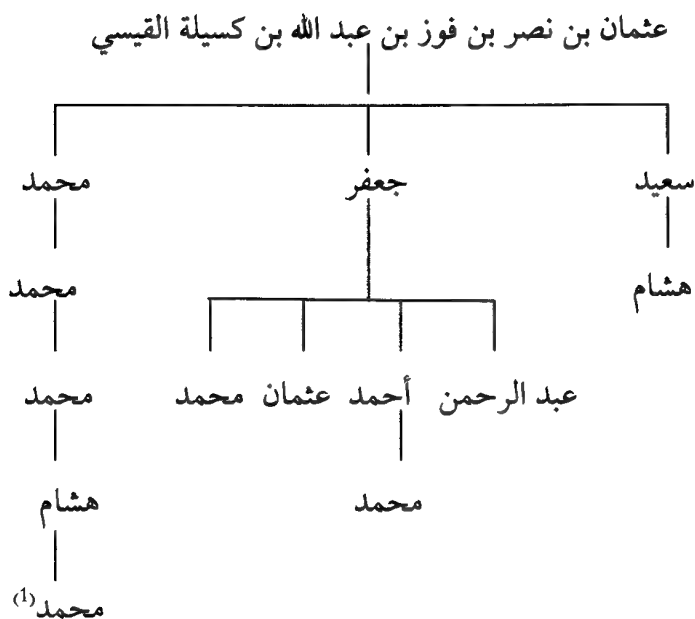 عثمان بن نصر بن فوز بن عبد الله بن كسيلة القيسي
سعيد جعفر محمد
هشام محمد
عبد الرحمن أحمد عثمان محمد محمد
محمد هشام
محمد(1)